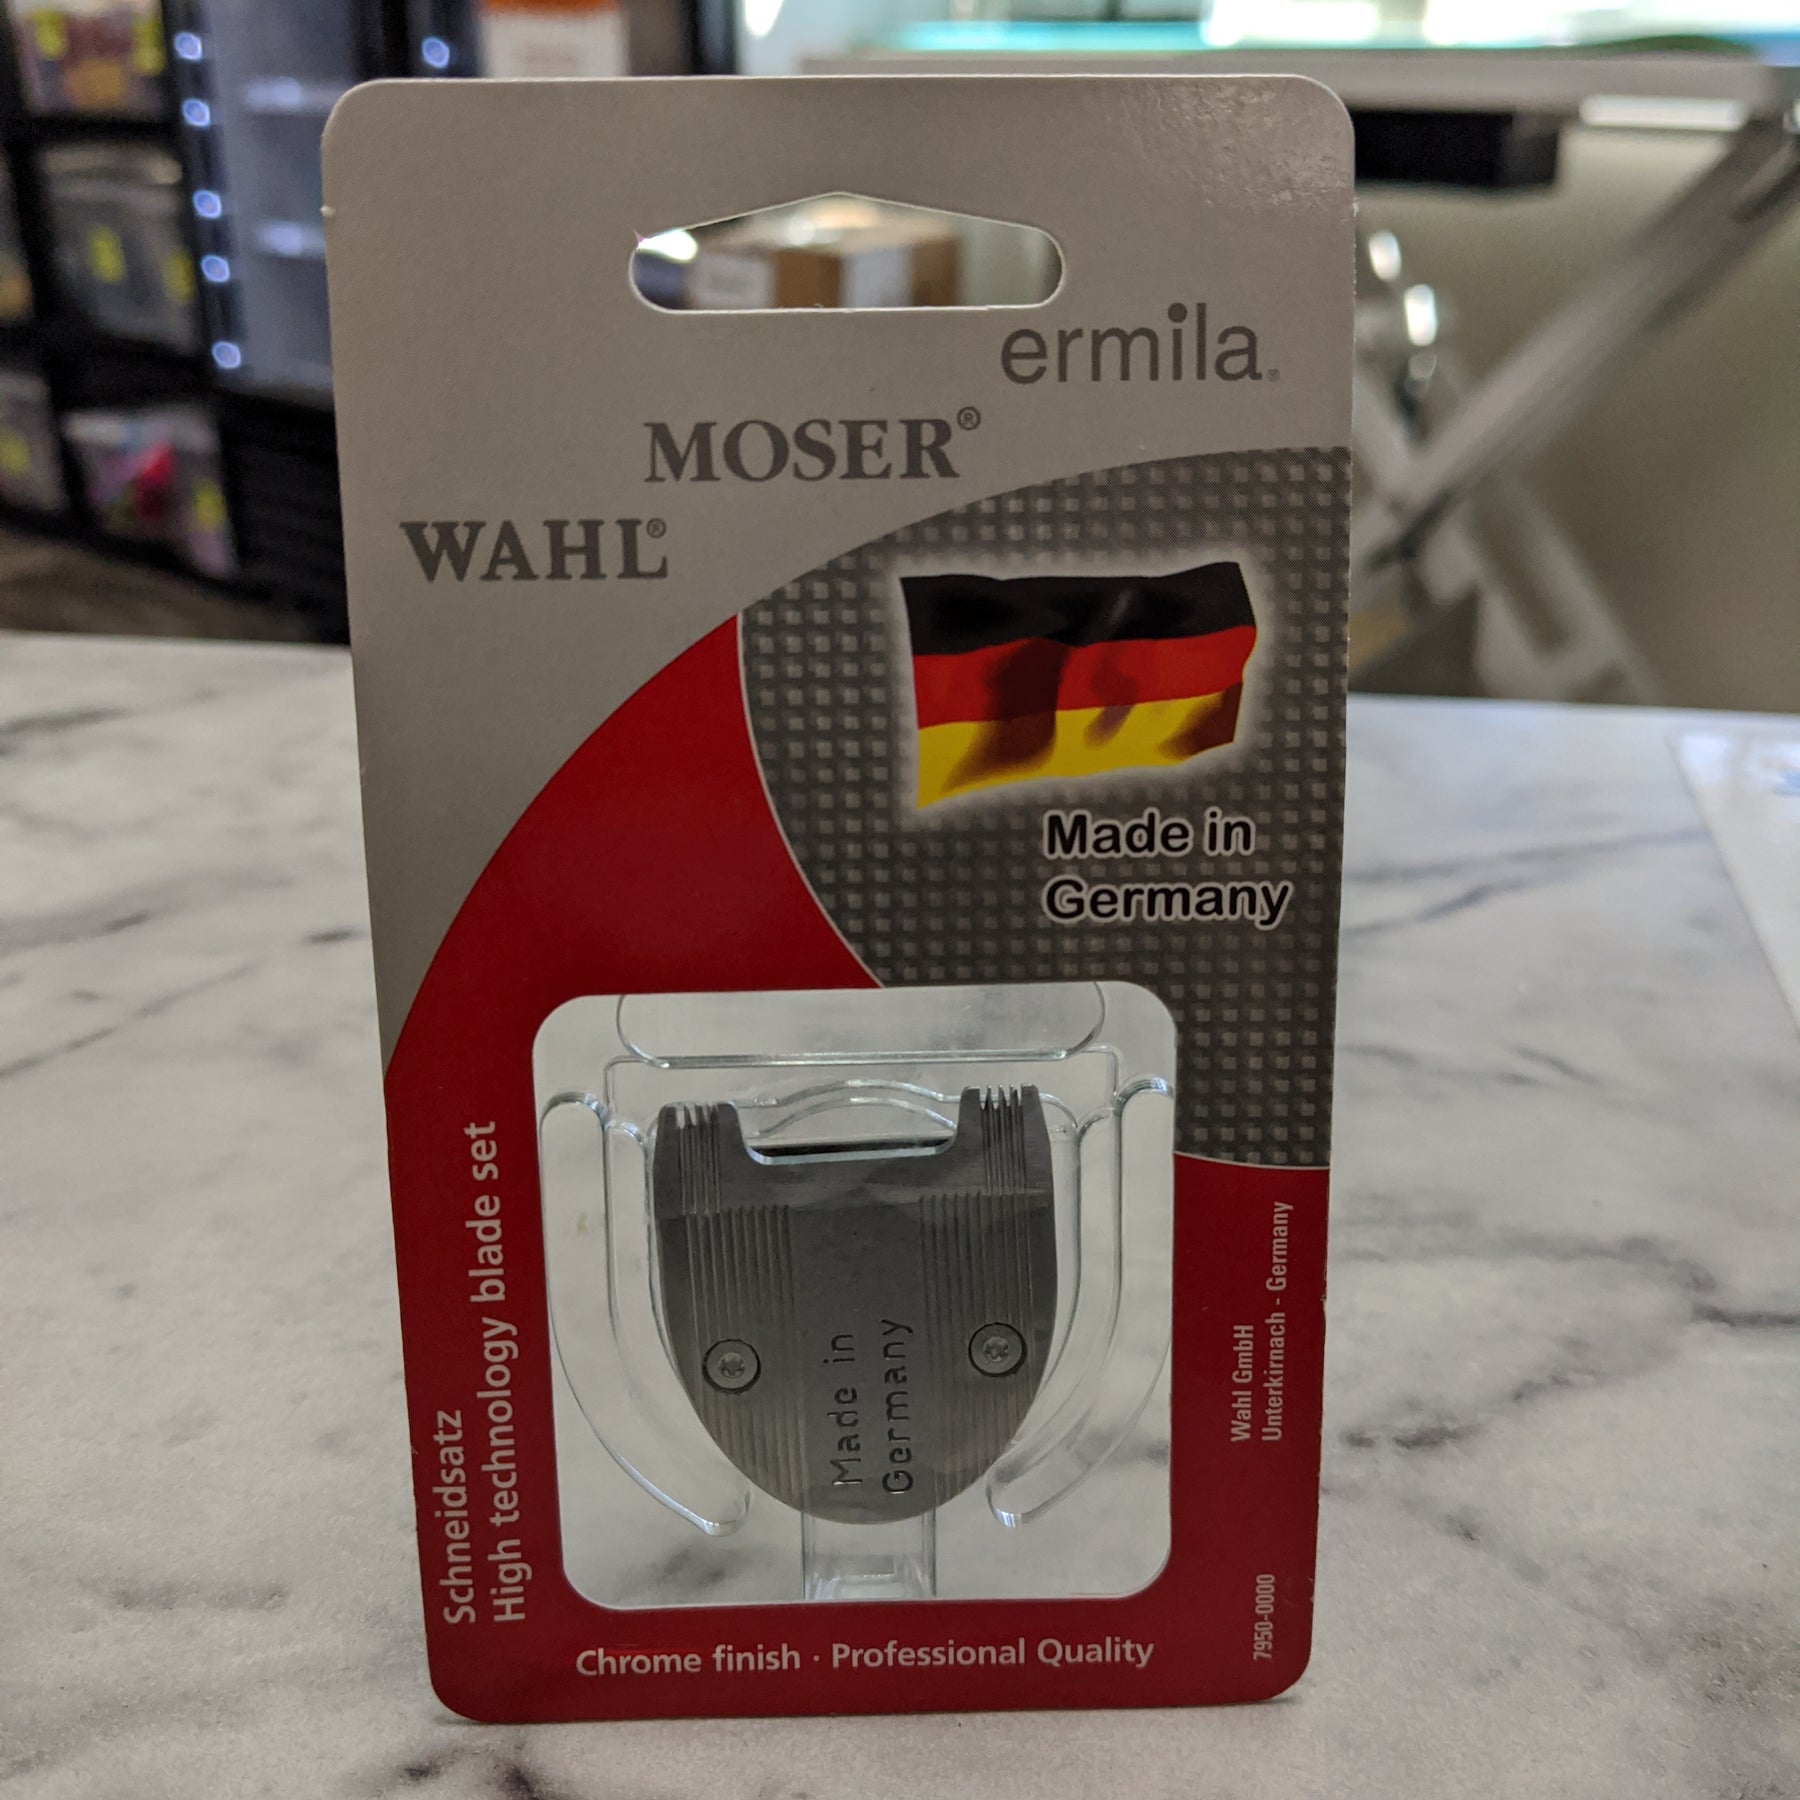 ermila®
MOSER®
WAHL®
Made in
Germany
Schneidsatz
High technology blade set
Made in
Germany
Wahl GmbH
Unterkirnach - Germany
7950-0000
Chrome finish · Professional Quality